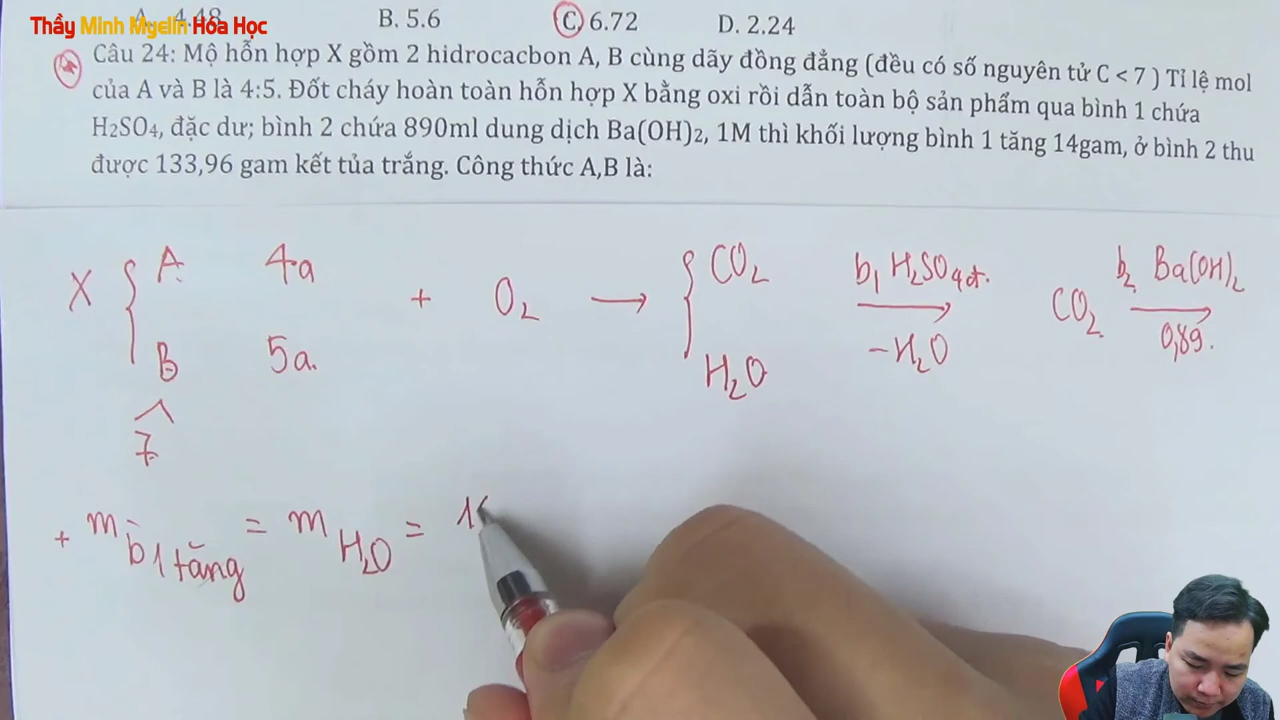 A. 4.48 B. 5.6 C. 6.72 D. 2.24
Thầy Minh Myelin Hóa Học
Câu 24: Mộ hỗn hợp X gồm 2 hidrocacbon A, B cùng dãy đồng đẳng (đều có số nguyên tử C < 7 ) Tỉ lệ mol
của A và B là 4:5. Đốt cháy hoàn toàn hỗn hợp X bằng oxi rồi dẫn toàn bộ sản phẩm qua bình 1 chứa
H₂SO₄, đặc dư; bình 2 chứa 890ml dung dịch Ba(OH)₂, 1M thì khối lượng bình 1 tăng 14gam, ở bình 2 thu
được 133,96 gam kết tủa trắng. Công thức A,B là:
X { A 4a + O₂ → { CO₂ b₁ H₂SO₄đ. CO₂ b₂ Ba(OH)₂
B 5a. H₂O -H₂O 0,89.
^
7
+ m b̀1 tăng = m H₂O =